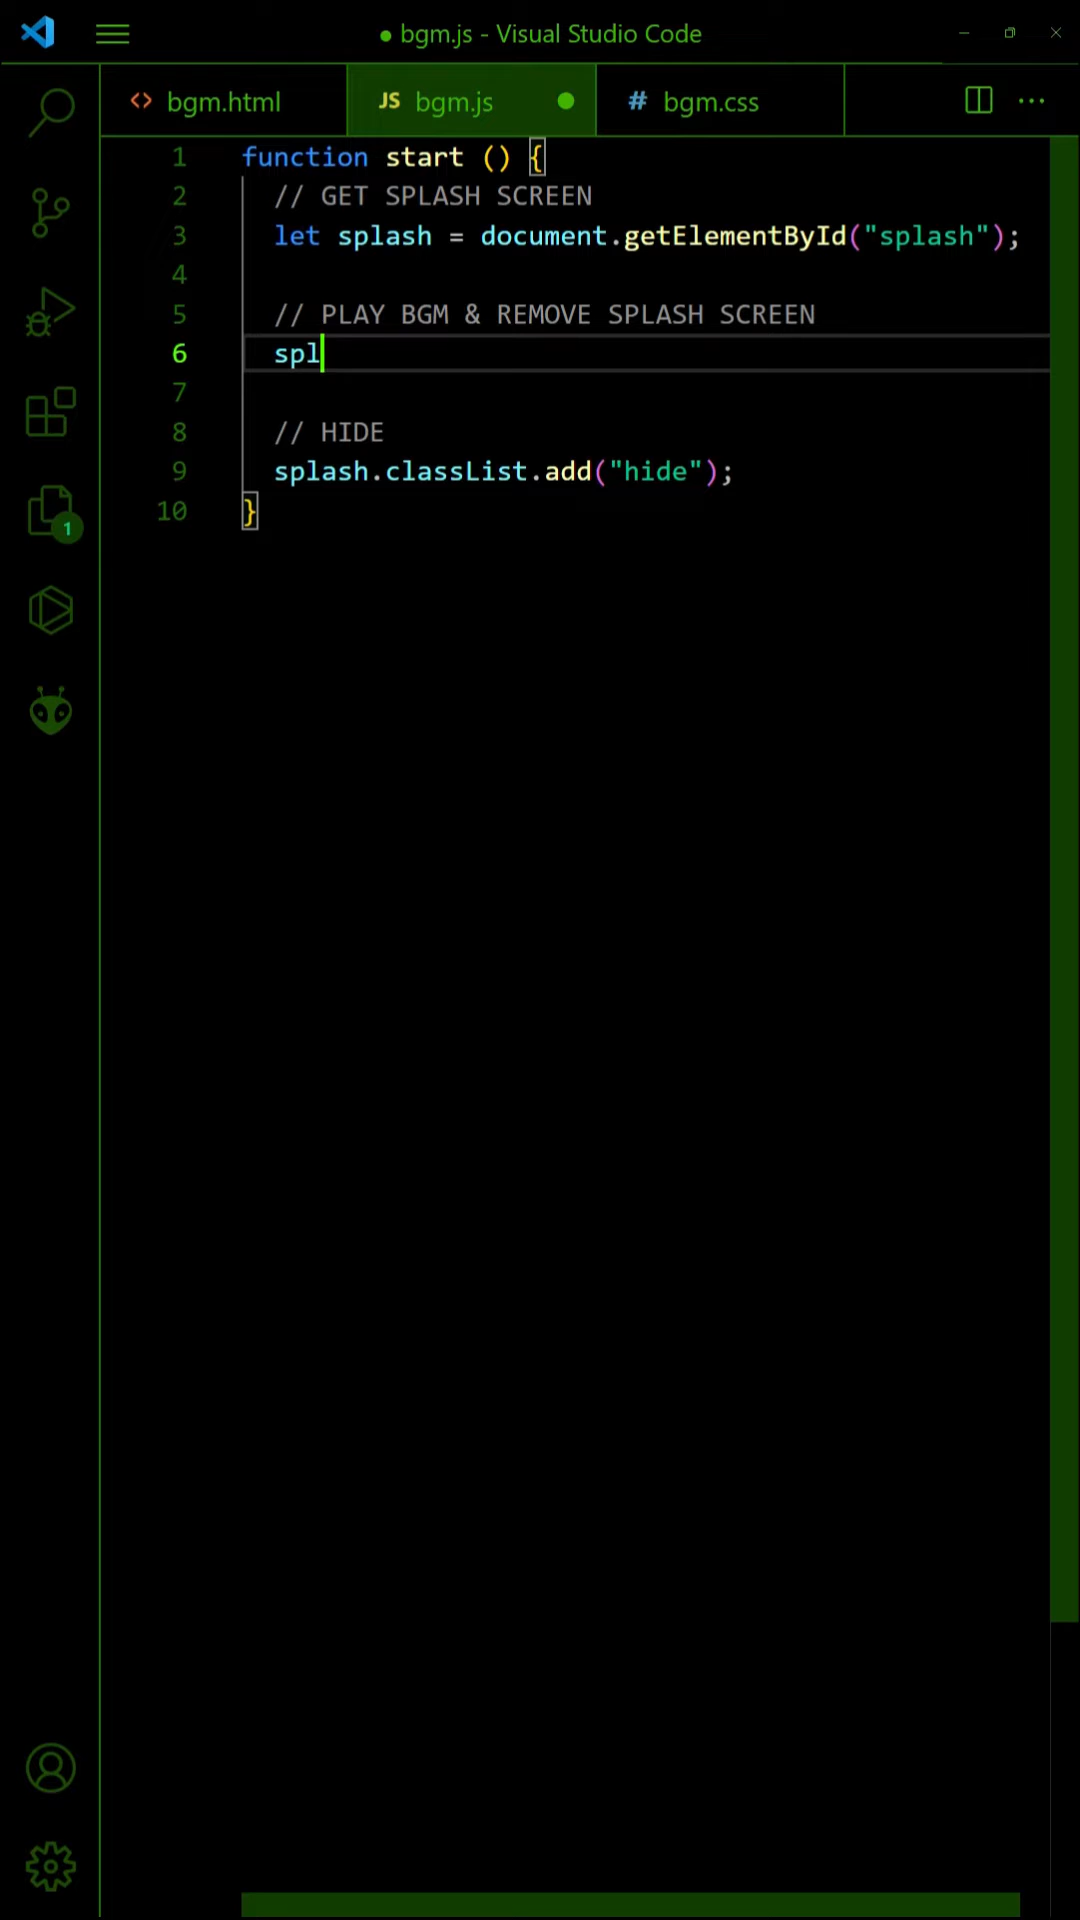 ● bgm.js - Visual Studio Code
<> bgm.html JS bgm.js ● # bgm.css ...
1 function start () {
2 // GET SPLASH SCREEN
3 let splash = document.getElementById("splash");
4
5 // PLAY BGM & REMOVE SPLASH SCREEN
6 spl
7
8 // HIDE
9 splash.classList.add("hide");
10 }
1